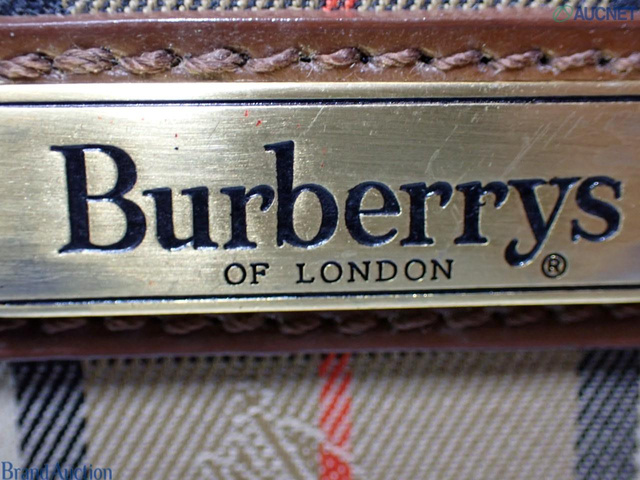 AUCNET
Burberrys
OF LONDON ®
Brand Auction